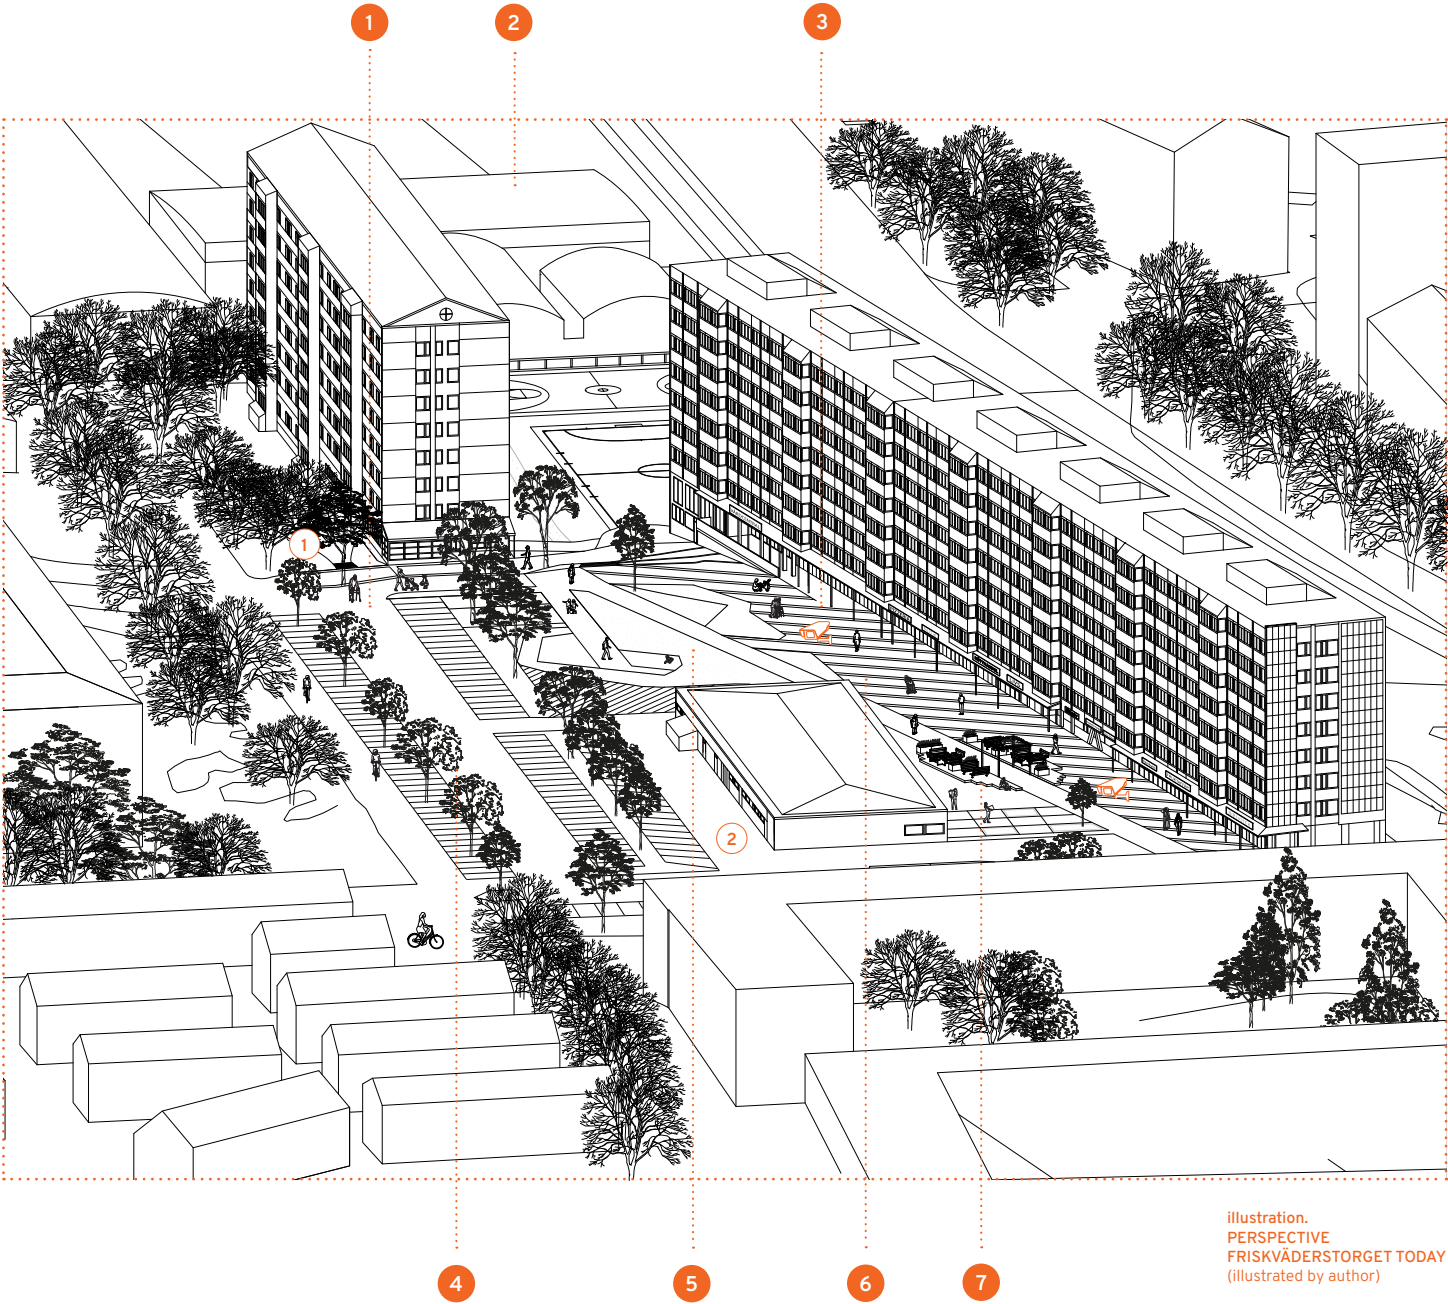 1
2
3
1
2
4
5
6
7
illustration.
PERSPECTIVE
FRISKVÄDERSTORGET TODAY
(illustrated by author)